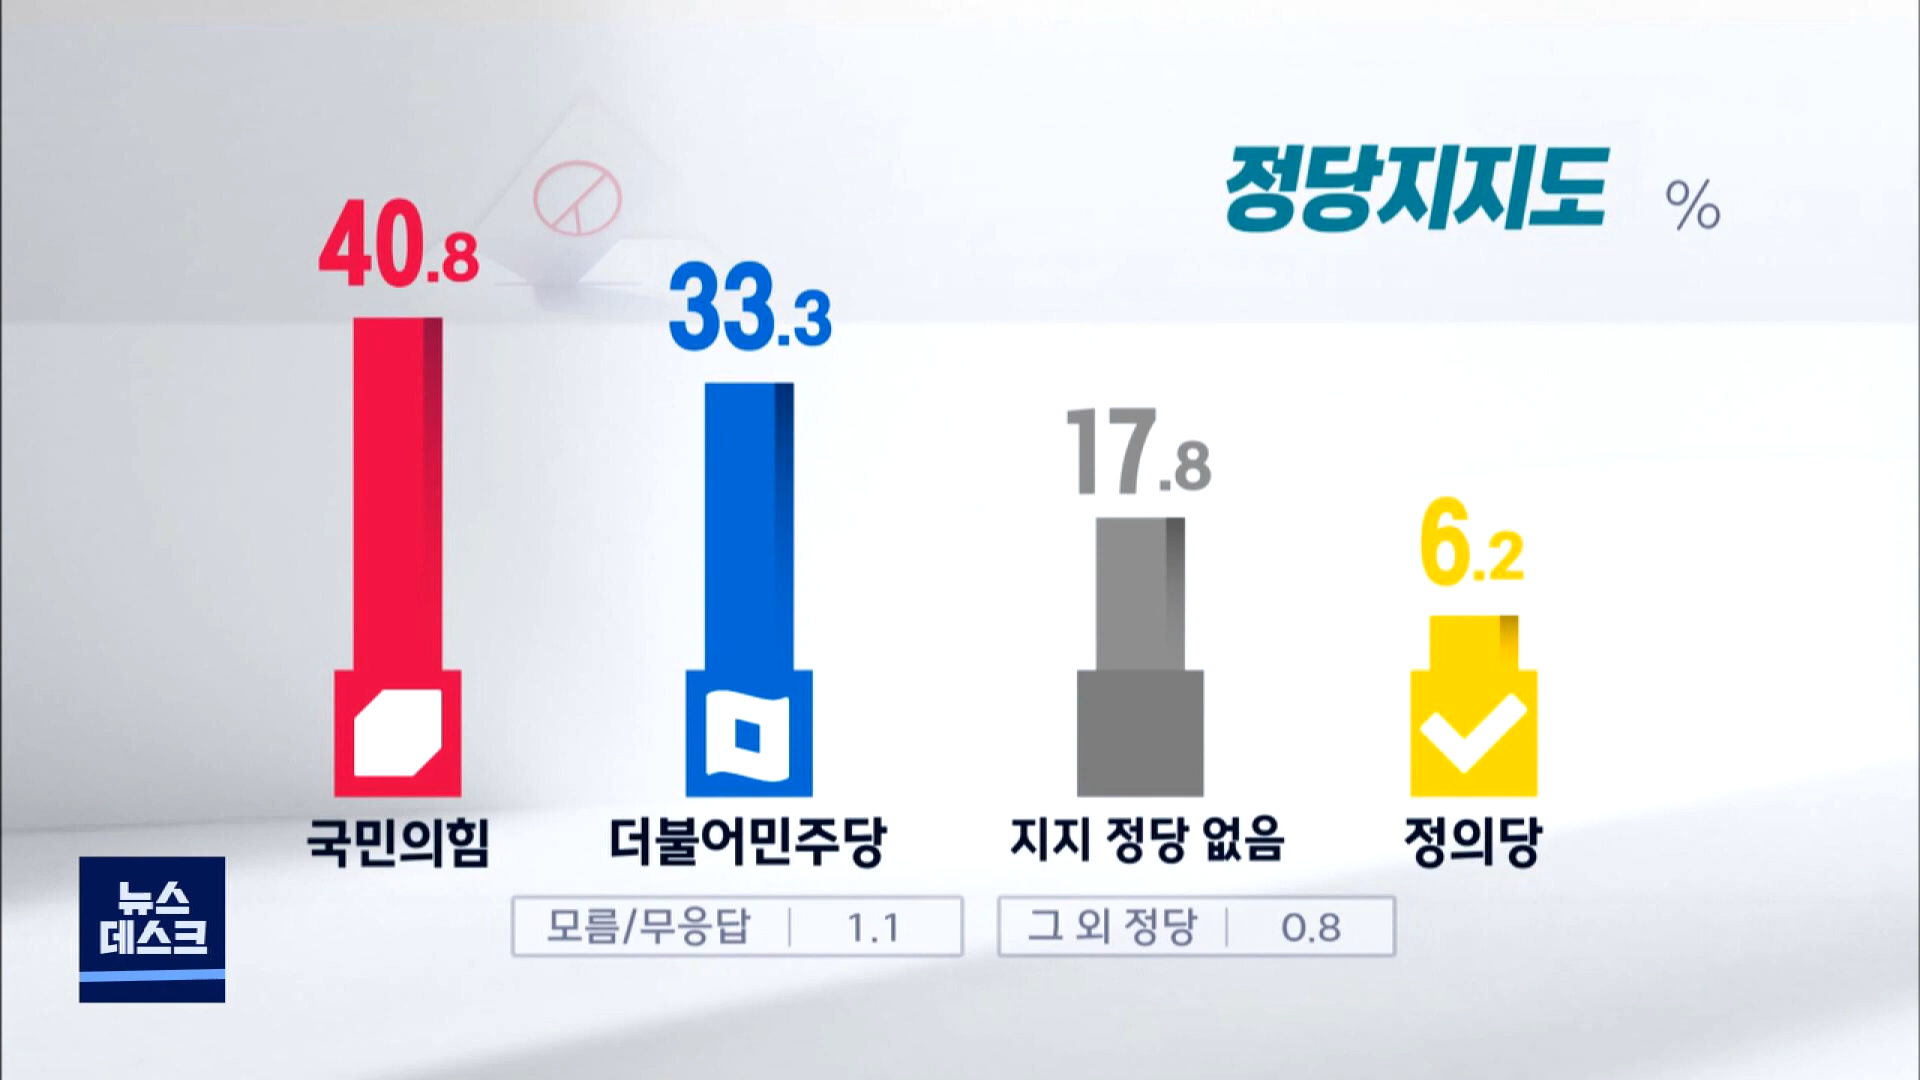 정당지지도 %
40.8
33.3
17.8
6.2
국민의힘
더불어민주당
지지 정당 없음
정의당
모름/무응답 | 1.1
그 외 정당 | 0.8
뉴스
데스크